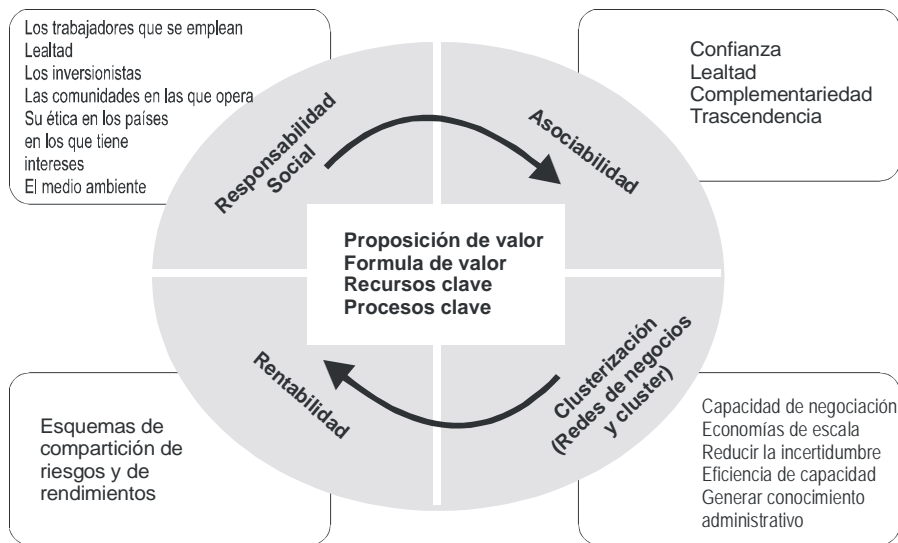 Los trabajadores que se emplean
Lealtad
Los inversionistas
Las comunidades en las que opera
Su ética en los países
en los que tiene
intereses
El medio ambiente
Responsabilidad
Social
Asociabilidad
Confianza
Lealtad
Complementariedad
Trascendencia
Proposición de valor
Formula de valor
Recursos clave
Procesos clave
Rentabilidad
Clusterización
(Redes de negocios
y cluster)
Esquemas de
compartición de
riesgos y de
rendimientos
Capacidad de negociación
Economías de escala
Reducir la incertidumbre
Eficiencia de capacidad
Generar conocimiento
administrativo